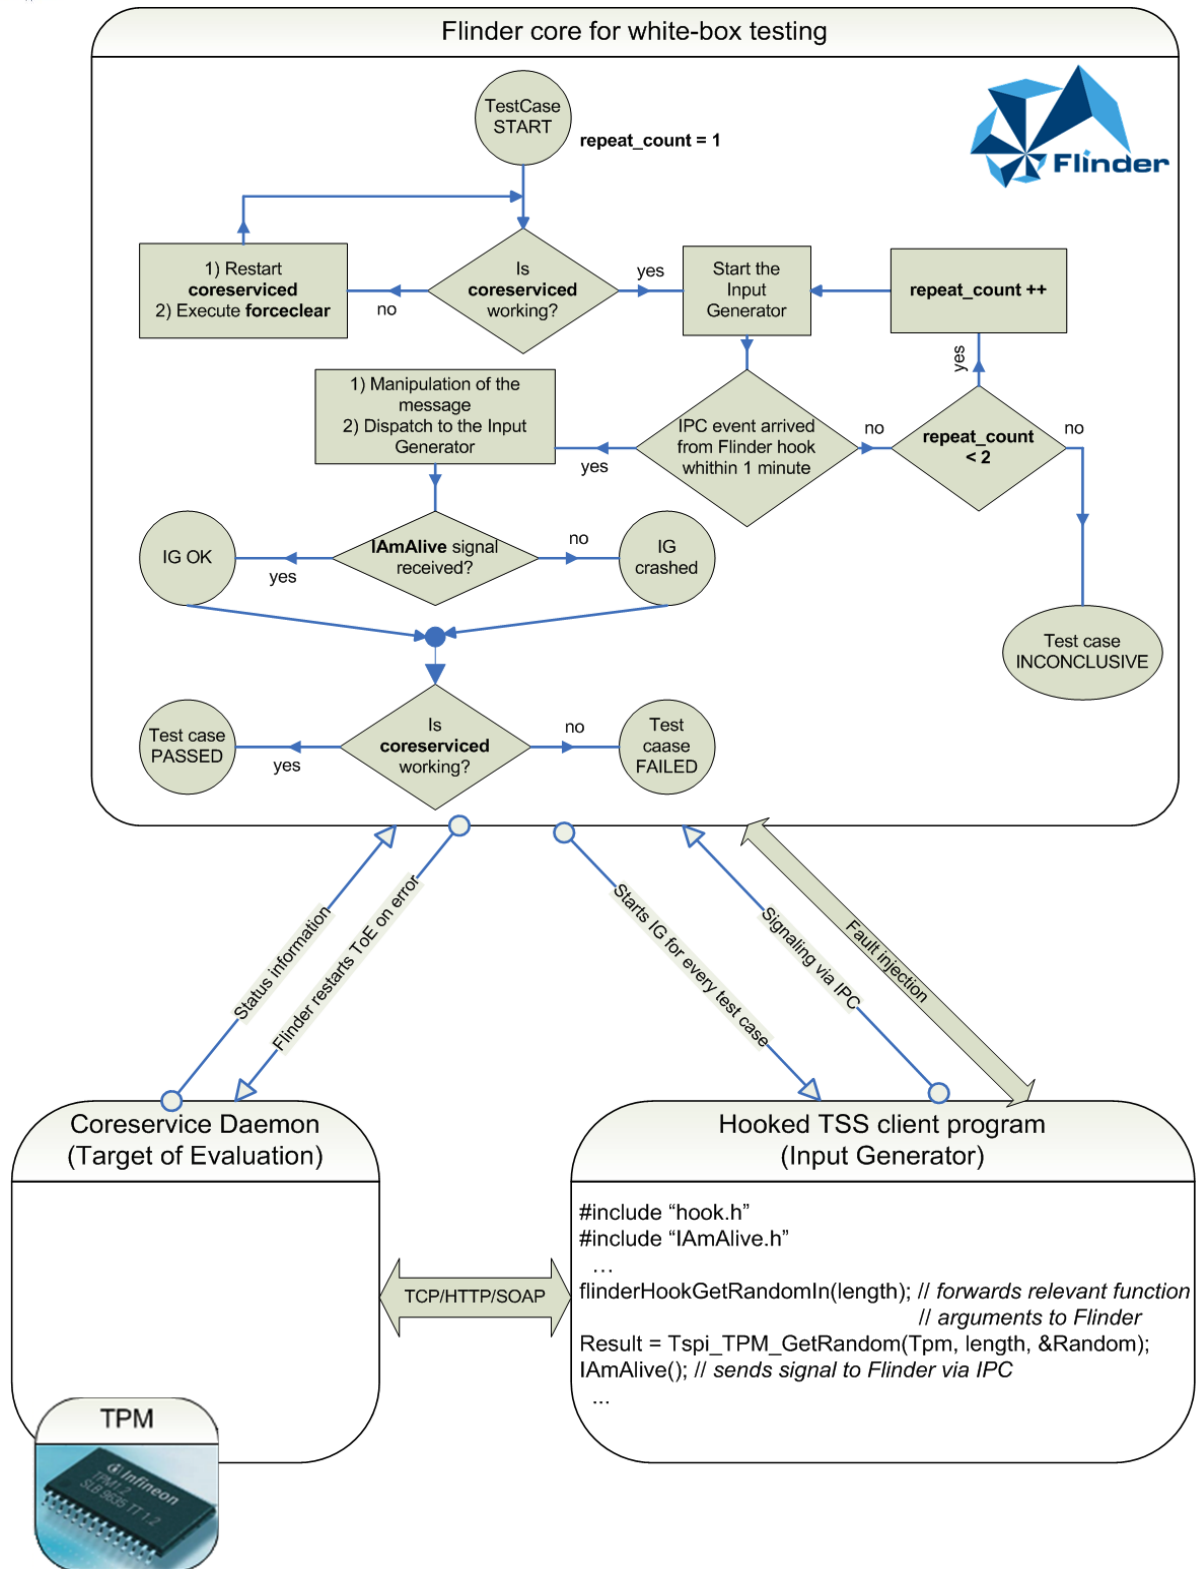 Flinder core for white-box testing
TestCase
START
repeat_count = 1
Flinder
1) Restart
coreserviced
2) Execute forceclear
no
Is
coreserviced
working?
yes
Start the
Input
Generator
repeat_count ++
yes
1) Manipulation of the
message
2) Dispatch to the Input
Generator
yes
IPC event arrived
from Flinder hook
whithin 1 minute
no
repeat_count
< 2
no
IG OK
yes
IAmAlive signal
received?
no
IG
crashed
Test case
INCONCLUSIVE
Test case
PASSED
yes
Is
coreserviced
working?
no
Test
caase
FAILED
Status information
Flinder restarts ToE on error
Starts IG for every test case
Signaling via IPC
Fault injection
Coreservice Daemon
(Target of Evaluation)
Hooked TSS client program
(Input Generator)
#include “hook.h”
#include “IAmAlive.h”
...
flinderHookGetRandomIn(length); // forwards relevant function
// arguments to Flinder
Result = Tspi_TPM_GetRandom(Tpm, length, &Random);
IAmAlive(); // sends signal to Flinder via IPC
...
TCP/HTTP/SOAP
TPM
Infineon
TPM1.2
SLB 9635 TT 1.2